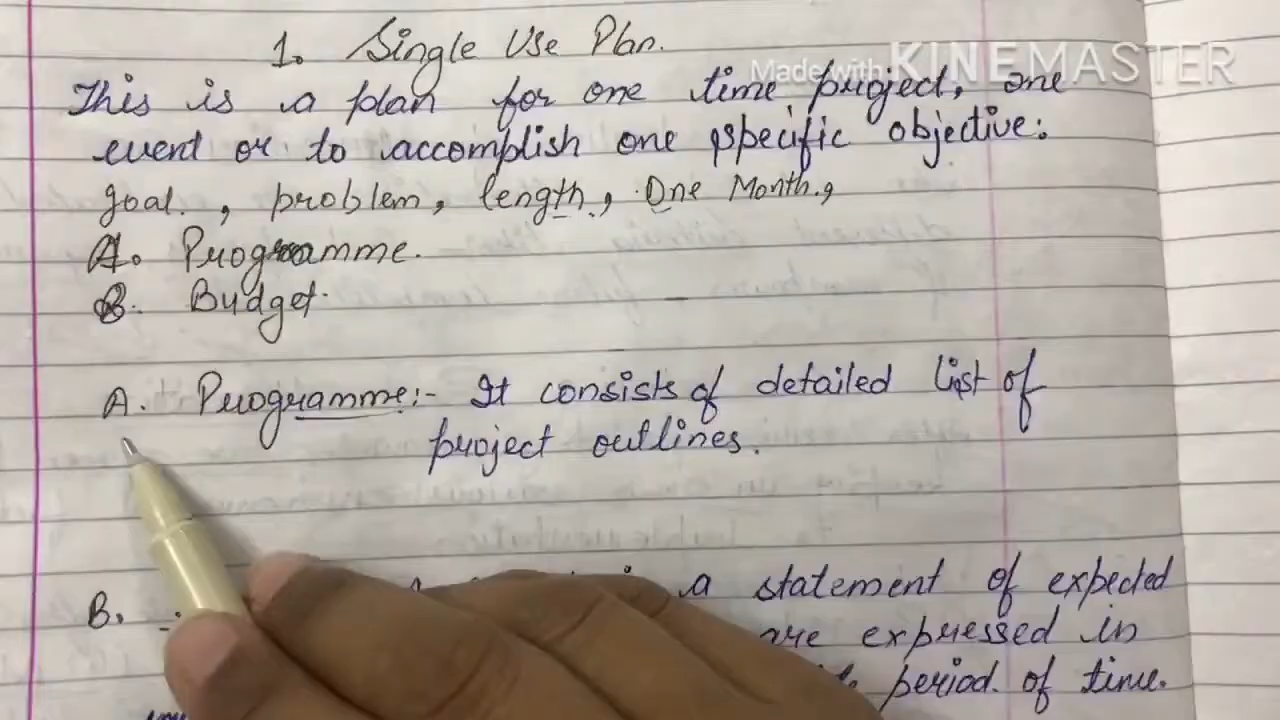 1. Single Use Plan.
Made with KINEMASTER
This is a plan for one time project, one
event or to accomplish one specific objective:
goal, problem, length, One Month,
A. Programme.
B. Budget.
A. Programme:- It consists of detailed list of
project outlines.
B. a statement of expected
are expressed in
period of time.